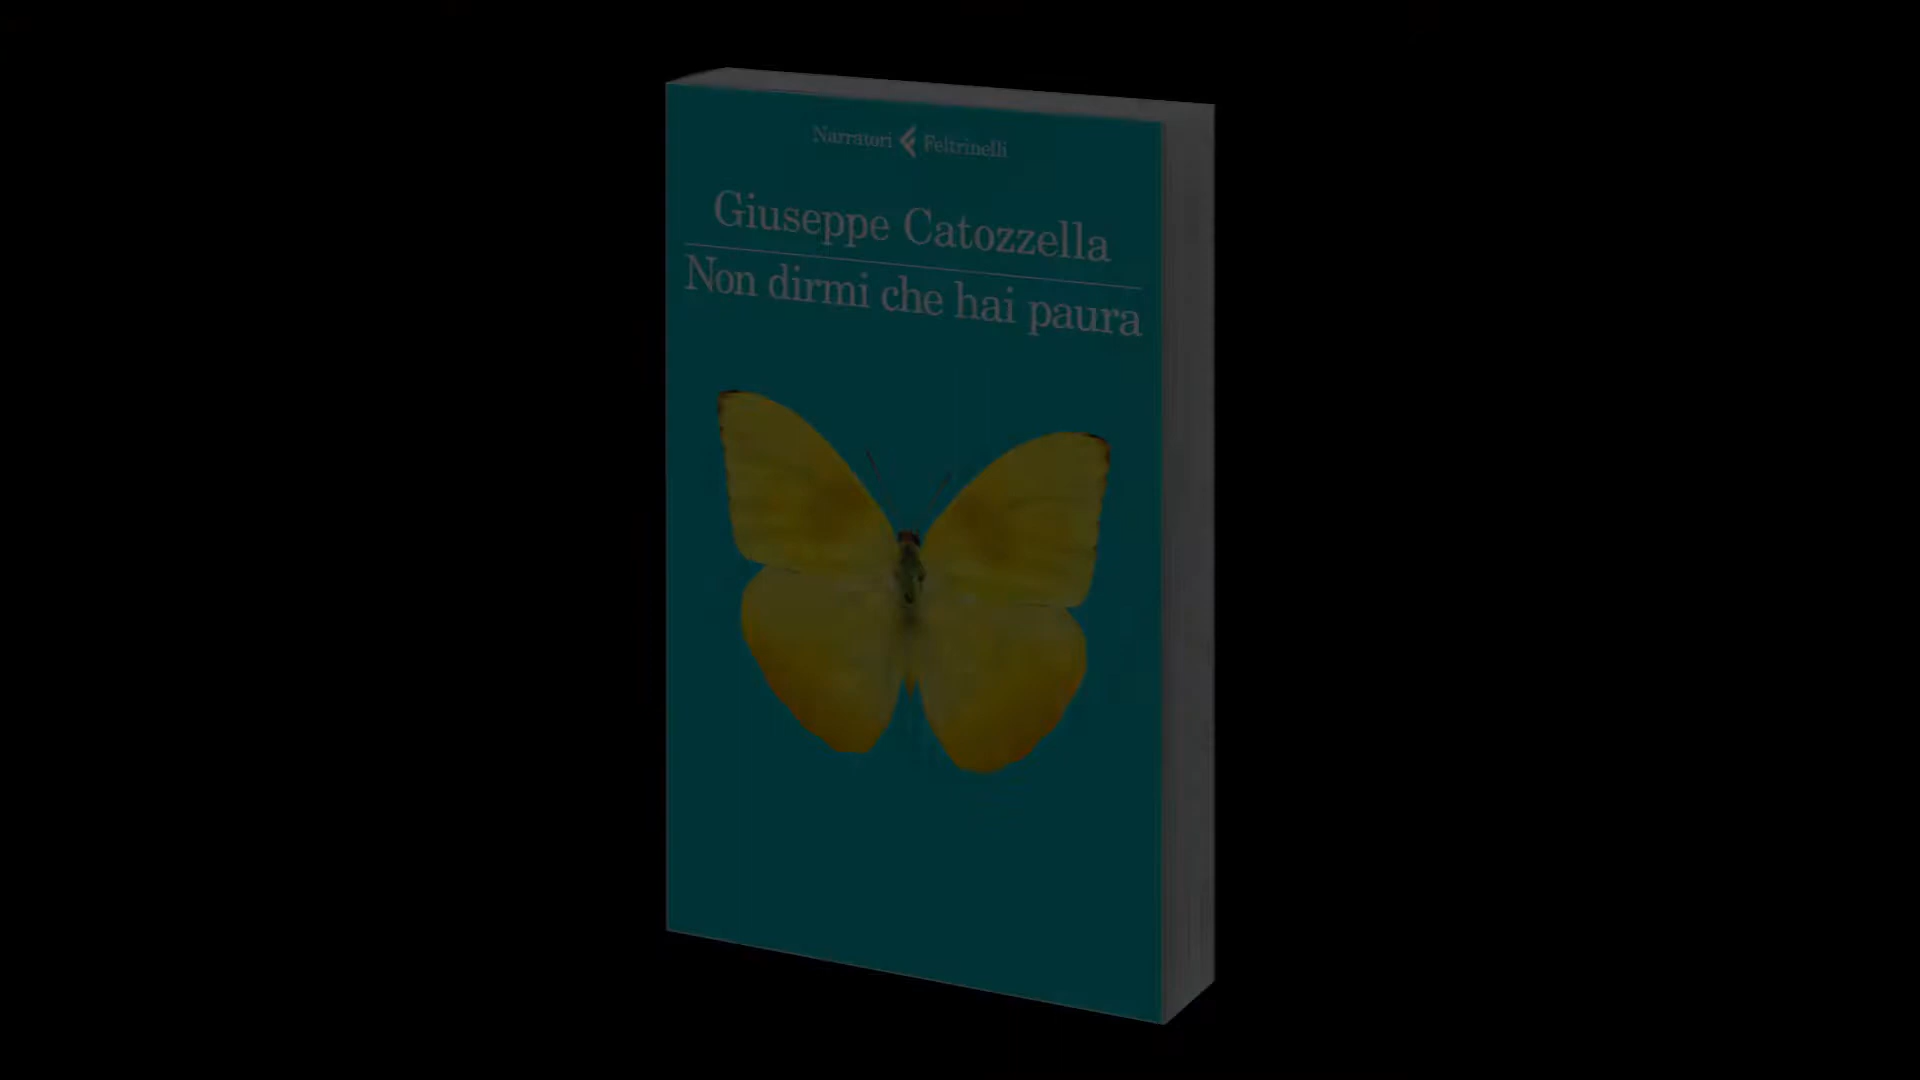 Narratori Feltrinelli
Giuseppe Catozzella
Non dirmi che hai paura